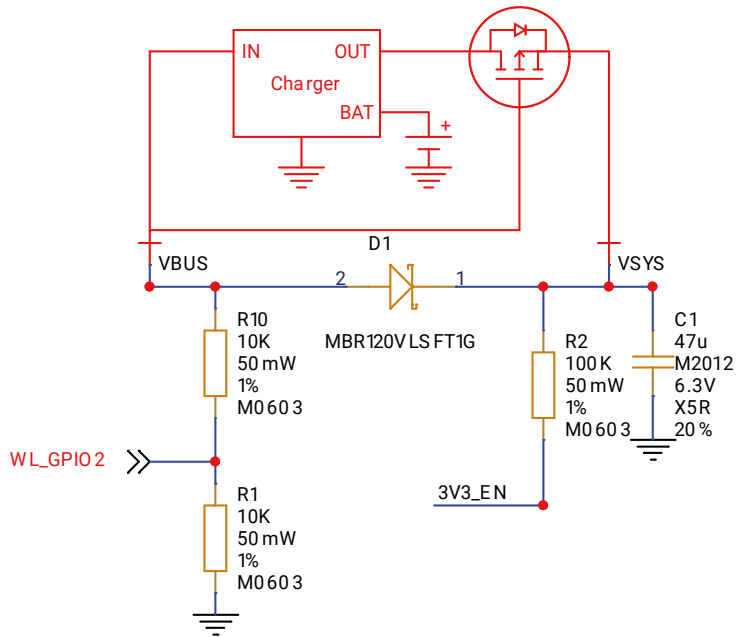 IN
OUT
Charger
BAT
+
D1
VBUS
VSYS
2
1
MBR120VLSFT1G
R10
10K
50mW
1%
M0603
R2
100K
50mW
1%
M0603
C1
47u
M2012
6.3V
X5R
20%
WL_GPIO2
3V3_EN
R1
10K
50mW
1%
M0603